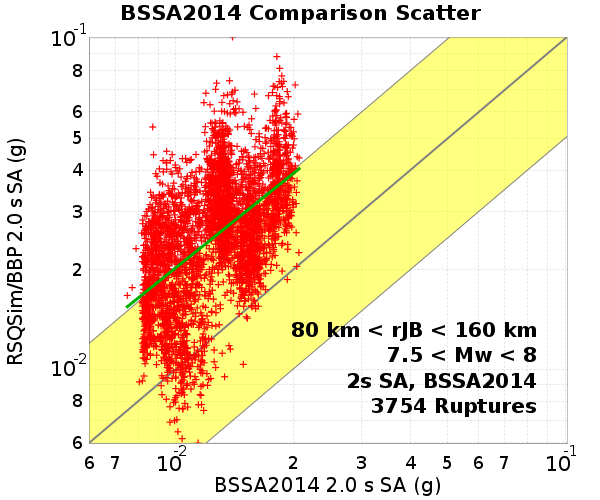 BSSA2014 Comparison Scatter
10-1
8
7
6
5
4
3
2
10-2
8
7
6
RSQSim/BBP 2.0 s SA (g)
80 km < rJB < 160 km
7.5 < Mw < 8
2s SA, BSSA2014
3754 Ruptures
6 7 10-2 2 3 4 5 6 7 10-1
BSSA2014 2.0 s SA (g)